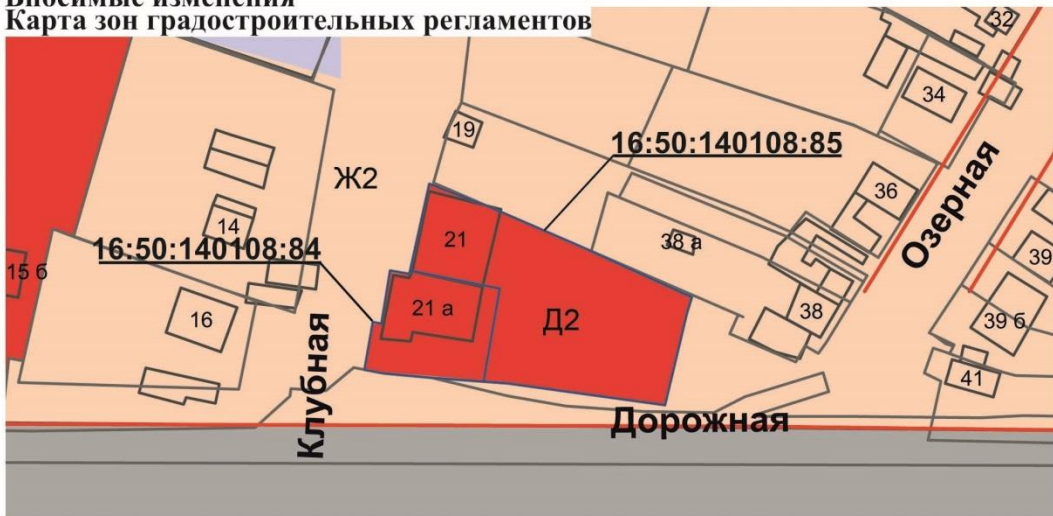 Вносимые изменения
Карта зон градостроительных регламентов
32
34
19
16:50:140108:85
Ж2
36
Озерная
14
21
38 а
16:50:140108:84
15 б
39
21 а
Д2
38
16
39 б
41
Клубная
Дорожная